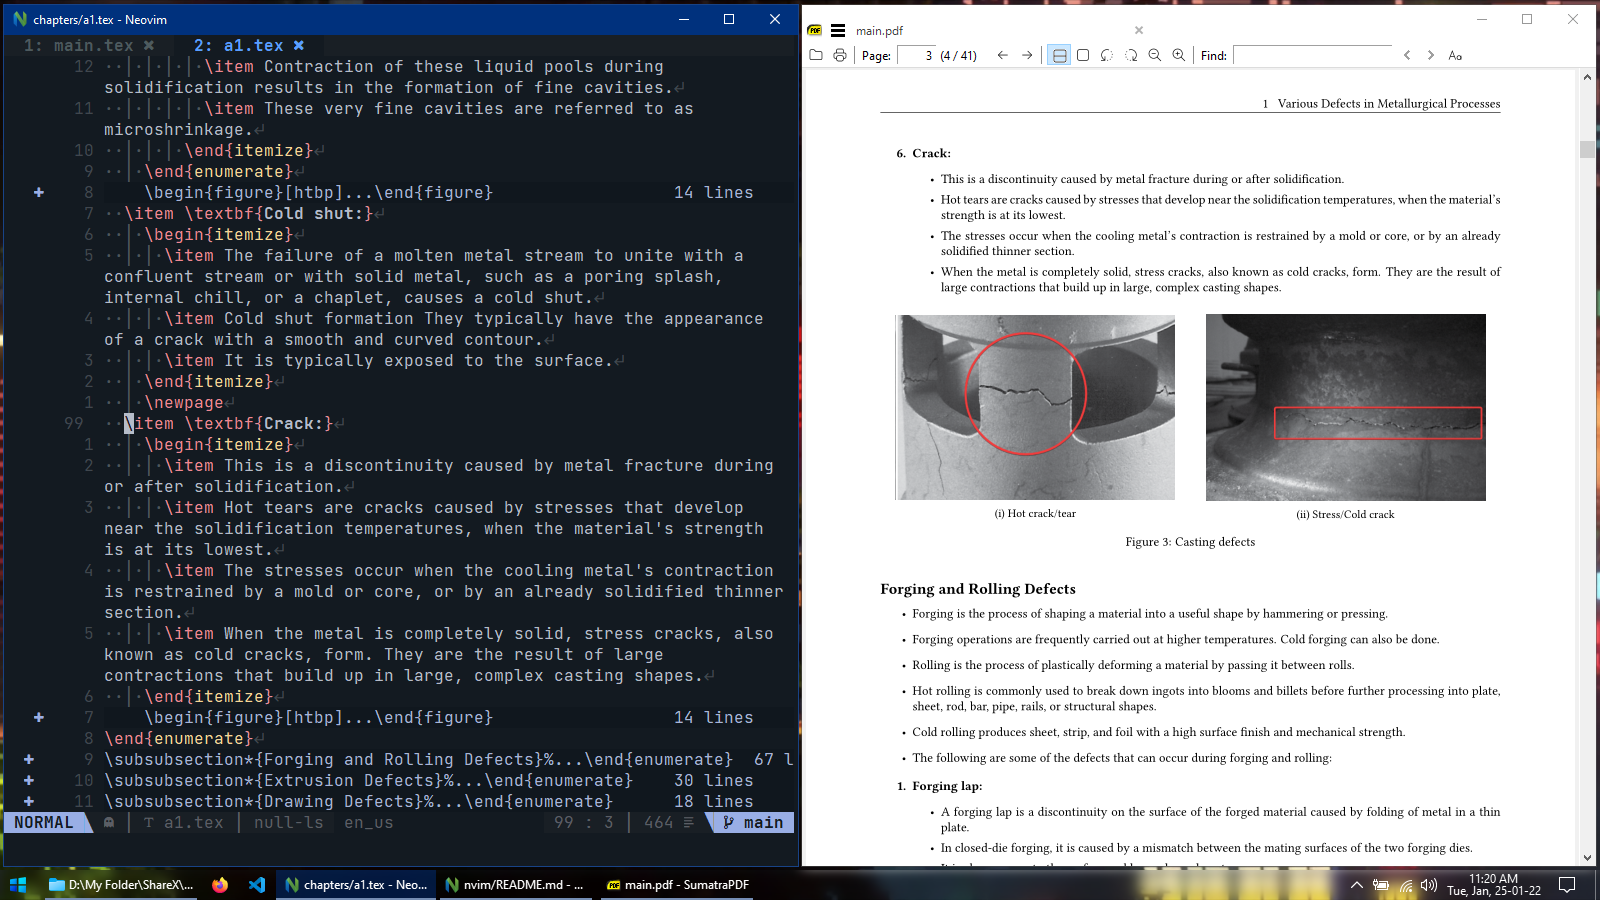 chapters/a1.tex - Neovim
1: main.tex ✖ 2: a1.tex ✖
12 \item Contraction of these liquid pools during
solidification results in the formation of fine cavities.↵
11 \item These very fine cavities are referred to as
microshrinkage.↵
10 \end{itemize}↵
9 \end{enumerate}↵
+ 8 \begin{figure}[htbp]...\end{figure} 14 lines
7 \item \textbf{Cold shut:}↵
6 \begin{itemize}↵
5 \item The failure of a molten metal stream to unite with a
confluent stream or with solid metal, such as a poring splash,
internal chill, or a chaplet, causes a cold shut.↵
4 \item Cold shut formation They typically have the appearance
of a crack with a smooth and curved contour.↵
3 \item It is typically exposed to the surface.↵
2 \end{itemize}↵
1 \newpage↵
99 \item \textbf{Crack:}↵
1 \begin{itemize}↵
2 \item This is a discontinuity caused by metal fracture during
or after solidification.↵
3 \item Hot tears are cracks caused by stresses that develop
near the solidification temperatures, when the material's strength
is at its lowest.↵
4 \item The stresses occur when the cooling metal's contraction
is restrained by a mold or core, or by an already solidified thinner
section.↵
5 \item When the metal is completely solid, stress cracks, also
known as cold cracks, form. They are the result of large
contractions that build up in large, complex casting shapes.↵
6 \end{itemize}↵
+ 7 \begin{figure}[htbp]...\end{figure} 14 lines
8 \end{enumerate}↵
+ 9 \subsubsection*{Forging and Rolling Defects}%...\end{enumerate} 67 l
+ 10 \subsubsection*{Extrusion Defects}%...\end{enumerate} 30 lines
+ 11 \subsubsection*{Drawing Defects}%...\end{enumerate} 18 lines
NORMAL a1.tex null-ls en_us 99 : 3 464 main
PDF main.pdf
Page: 3 (4 / 41) Find: Aa
1 Various Defects in Metallurgical Processes
6. Crack:
• This is a discontinuity caused by metal fracture during or after solidification.
• Hot tears are cracks caused by stresses that develop near the solidification temperatures, when the material's
strength is at its lowest.
• The stresses occur when the cooling metal's contraction is restrained by a mold or core, or by an already
solidified thinner section.
• When the metal is completely solid, stress cracks, also known as cold cracks, form. They are the result of
large contractions that build up in large, complex casting shapes.
(i) Hot crack/tear (ii) Stress/Cold crack
Figure 3: Casting defects
Forging and Rolling Defects
• Forging is the process of shaping a material into a useful shape by hammering or pressing.
• Forging operations are frequently carried out at higher temperatures. Cold forging can also be done.
• Rolling is the process of plastically deforming a material by passing it between rolls.
• Hot rolling is commonly used to break down ingots into blooms and billets before further processing into plate,
sheet, rod, bar, pipe, rails, or structural shapes.
• Cold rolling produces sheet, strip, and foil with a high surface finish and mechanical strength.
• The following are some of the defects that can occur during forging and rolling:
1. Forging lap:
• A forging lap is a discontinuity on the surface of the forged material caused by folding of metal in a thin
plate.
• In closed-die forging, it is caused by a mismatch between the mating surfaces of the two forging dies.
D:\My Folder\ShareX\... chapters/a1.tex - Neo... nvim/README.md - ... PDF main.pdf - SumatraPDF
11:20 AM
Tue, Jan, 25-01-22